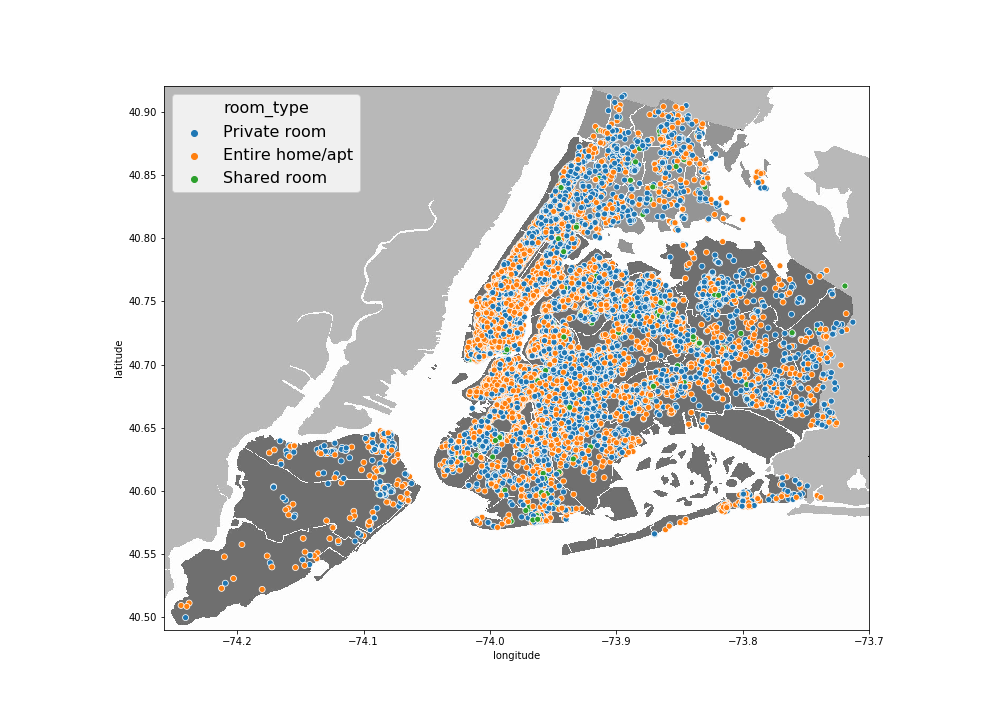 room_type
Private room
Entire home/apt
Shared room
40.90
40.85
40.80
40.75
40.70
40.65
40.60
40.55
40.50
latitude
−74.2
−74.1
−74.0
−73.9
−73.8
−73.7
longitude